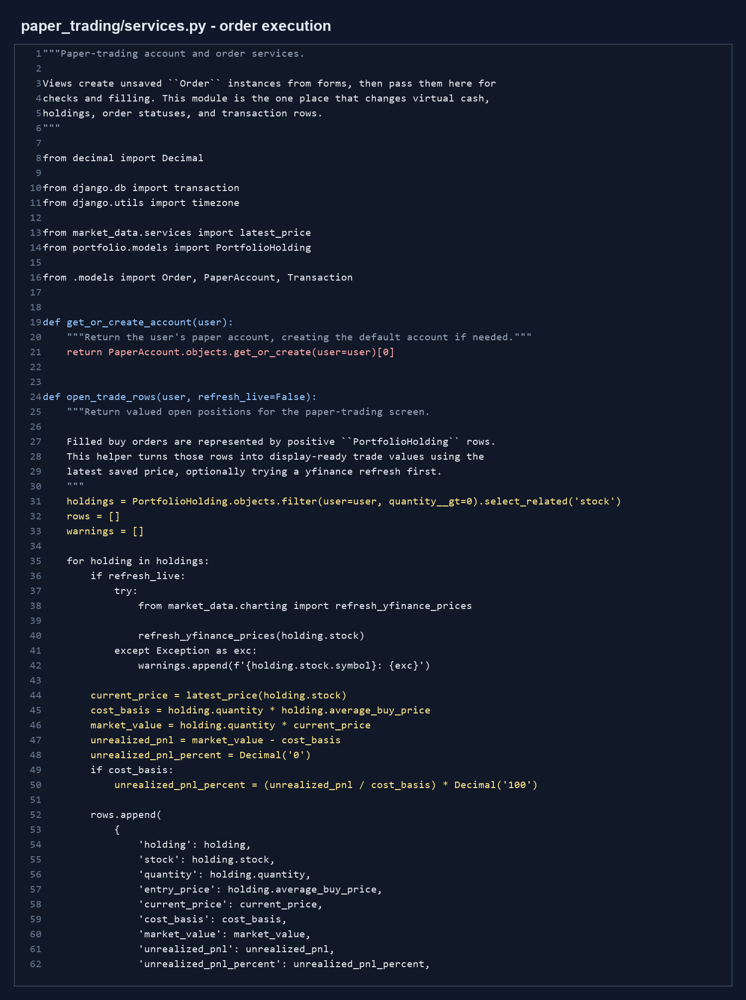 paper_trading/services.py - order execution
1"""Paper-trading account and order services.
2
3Views create unsaved ``Order`` instances from forms, then pass them here for
4checks and filling. This module is the one place that changes virtual cash,
5holdings, order statuses, and transaction rows.
6"""
7
8from decimal import Decimal
9
10from django.db import transaction
11from django.utils import timezone
12
13from market_data.services import latest_price
14from portfolio.models import PortfolioHolding
15
16from .models import Order, PaperAccount, Transaction
17
18
19def get_or_create_account(user):
20    """Return the user's paper account, creating the default account if needed."""
21    return PaperAccount.objects.get_or_create(user=user)[0]
22
23
24def open_trade_rows(user, refresh_live=False):
25    """Return valued open positions for the paper-trading screen.
26
27    Filled buy orders are represented by positive ``PortfolioHolding`` rows.
28    This helper turns those rows into display-ready trade values using the
29    latest saved price, optionally trying a yfinance refresh first.
30    """
31    holdings = PortfolioHolding.objects.filter(user=user, quantity__gt=0).select_related('stock')
32    rows = []
33    warnings = []
34
35    for holding in holdings:
36        if refresh_live:
37            try:
38                from market_data.charting import refresh_yfinance_prices
39
40                refresh_yfinance_prices(holding.stock)
41            except Exception as exc:
42                warnings.append(f'{holding.stock.symbol}: {exc}')
43
44        current_price = latest_price(holding.stock)
45        cost_basis = holding.quantity * holding.average_buy_price
46        market_value = holding.quantity * current_price
47        unrealized_pnl = market_value - cost_basis
48        unrealized_pnl_percent = Decimal('0')
49        if cost_basis:
50            unrealized_pnl_percent = (unrealized_pnl / cost_basis) * Decimal('100')
51
52        rows.append(
53            {
54                'holding': holding,
55                'stock': holding.stock,
56                'quantity': holding.quantity,
57                'entry_price': holding.average_buy_price,
58                'current_price': current_price,
59                'cost_basis': cost_basis,
60                'market_value': market_value,
61                'unrealized_pnl': unrealized_pnl,
62                'unrealized_pnl_percent': unrealized_pnl_percent,